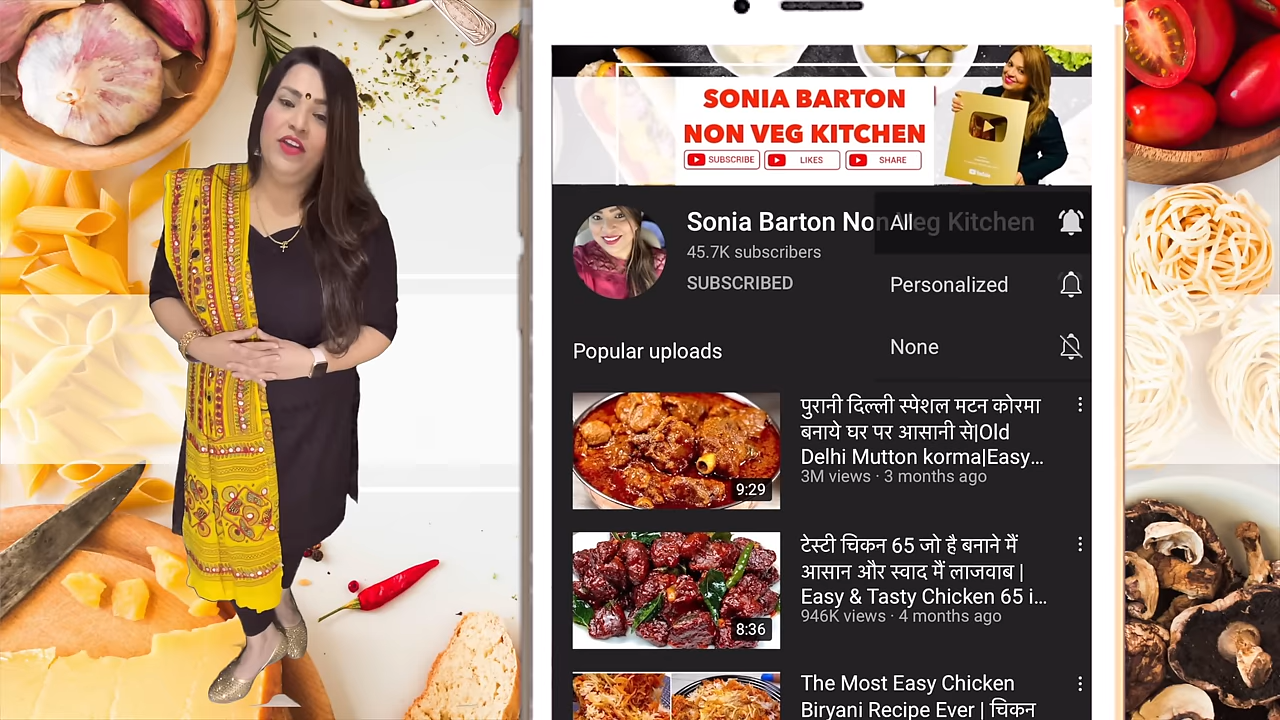 SONIA BARTON
NON VEG KITCHEN
SUBSCRIBE
LIKES
SHARE
Sonia Barton Non Veg Kitchen
45.7K subscribers
SUBSCRIBED
All
Personalized
None
Popular uploads
पुरानी दिल्ली स्पेशल मटन कोरमा
बनाये घर पर आसानी से|Old
Delhi Mutton korma|Easy...
3M views · 3 months ago
9:29
टेस्टी चिकन 65 जो है बनाने में
आसान और स्वाद मैं लाजवाब |
Easy & Tasty Chicken 65 i...
946K views · 4 months ago
8:36
The Most Easy Chicken
Biryani Recipe Ever | चिकन